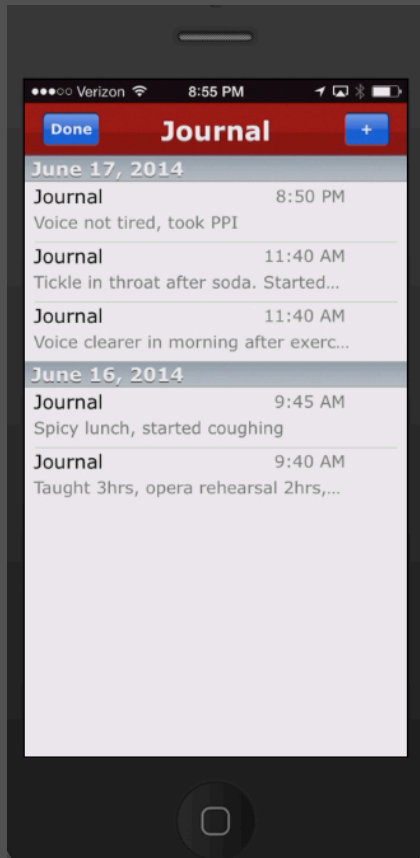 Verizon 8:55 PM
Done Journal +
June 17, 2014
Journal 8:50 PM
Voice not tired, took PPI
Journal 11:40 AM
Tickle in throat after soda. Started...
Journal 11:40 AM
Voice clearer in morning after exerc...
June 16, 2014
Journal 9:45 AM
Spicy lunch, started coughing
Journal 9:40 AM
Taught 3hrs, opera rehearsal 2hrs,...